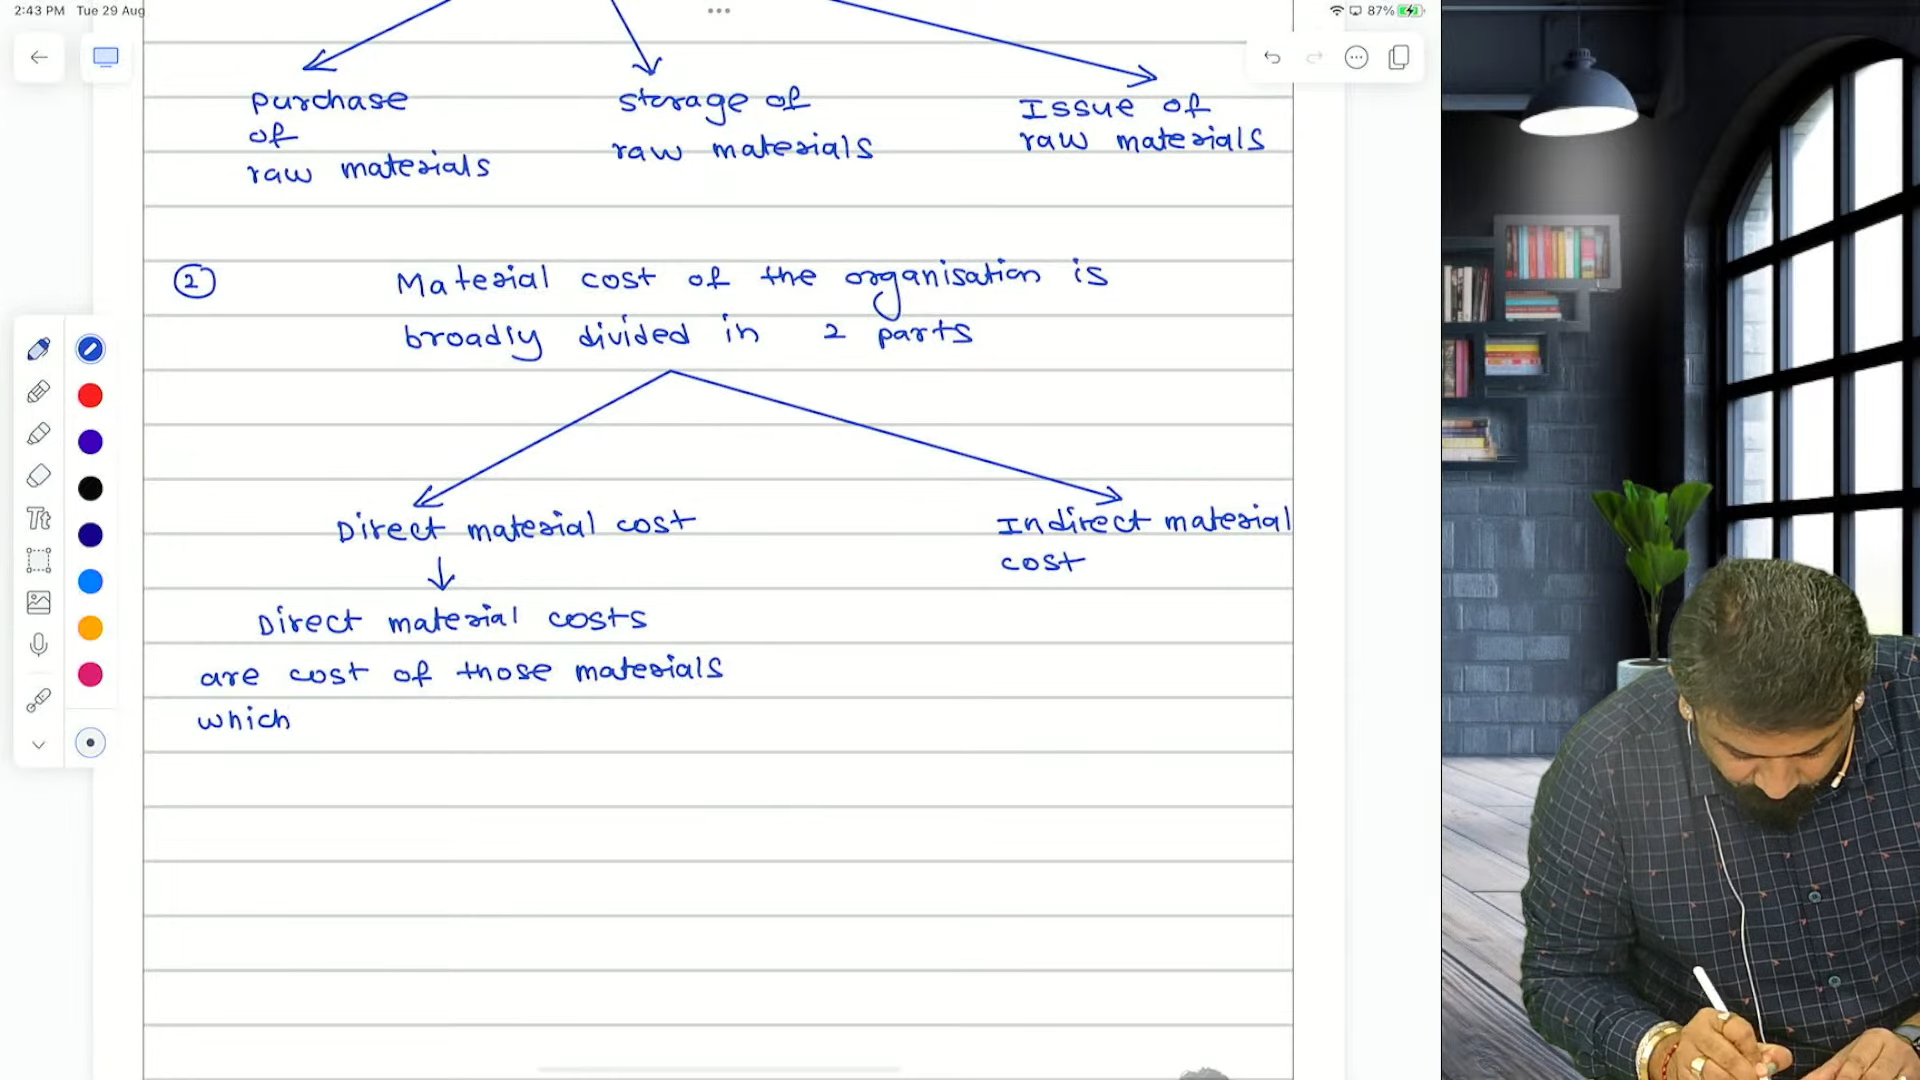 2:43 PM Tue 29 Aug
87%
Purchase
of
raw materials
storage of
raw materials
Issue of
raw materials
2
Material cost of the organisation is
broadly divided in 2 parts
Direct material cost
Indirect material
cost
Direct material costs
are cost of those materials
which
Tt